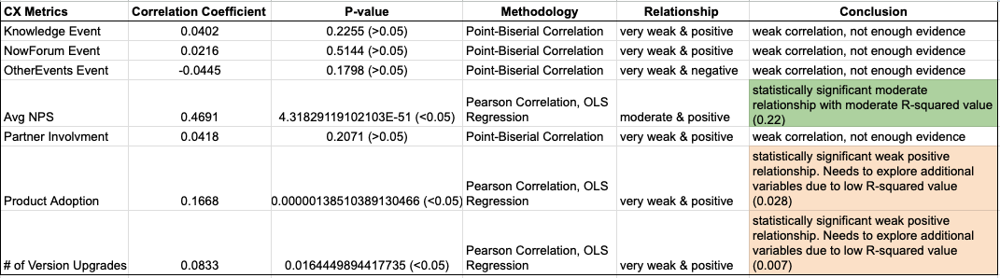 CX Metrics Correlation Coefficient P-value Methodology Relationship Conclusion
Knowledge Event 0.0402 0.2255 (>0.05) Point-Biserial Correlation very weak & positive weak correlation, not enough evidence
NowForum Event 0.0216 0.5144 (>0.05) Point-Biserial Correlation very weak & positive weak correlation, not enough evidence
OtherEvents Event -0.0445 0.1798 (>0.05) Point-Biserial Correlation very weak & negative weak correlation, not enough evidence
statistically significant moderate
Pearson Correlation, OLS relationship with moderate R-squared value
Avg NPS 0.4691 4.31829119102103E-51 (<0.05) Regression moderate & positive (0.22)
Partner Involvment 0.0418 0.2071 (>0.05) Point-Biserial Correlation very weak & positive weak correlation, not enough evidence
statistically significant weak positive
relationship. Needs to explore additional
Pearson Correlation, OLS variables due to low R-squared value
Product Adoption 0.1668 0.00000138510389130466 (<0.05) Regression very weak & positive (0.028)
statistically significant weak positive
relationship. Needs to explore additional
Pearson Correlation, OLS variables due to low R-squared value
# of Version Upgrades 0.0833 0.0164449894417735 (<0.05) Regression very weak & positive (0.007)